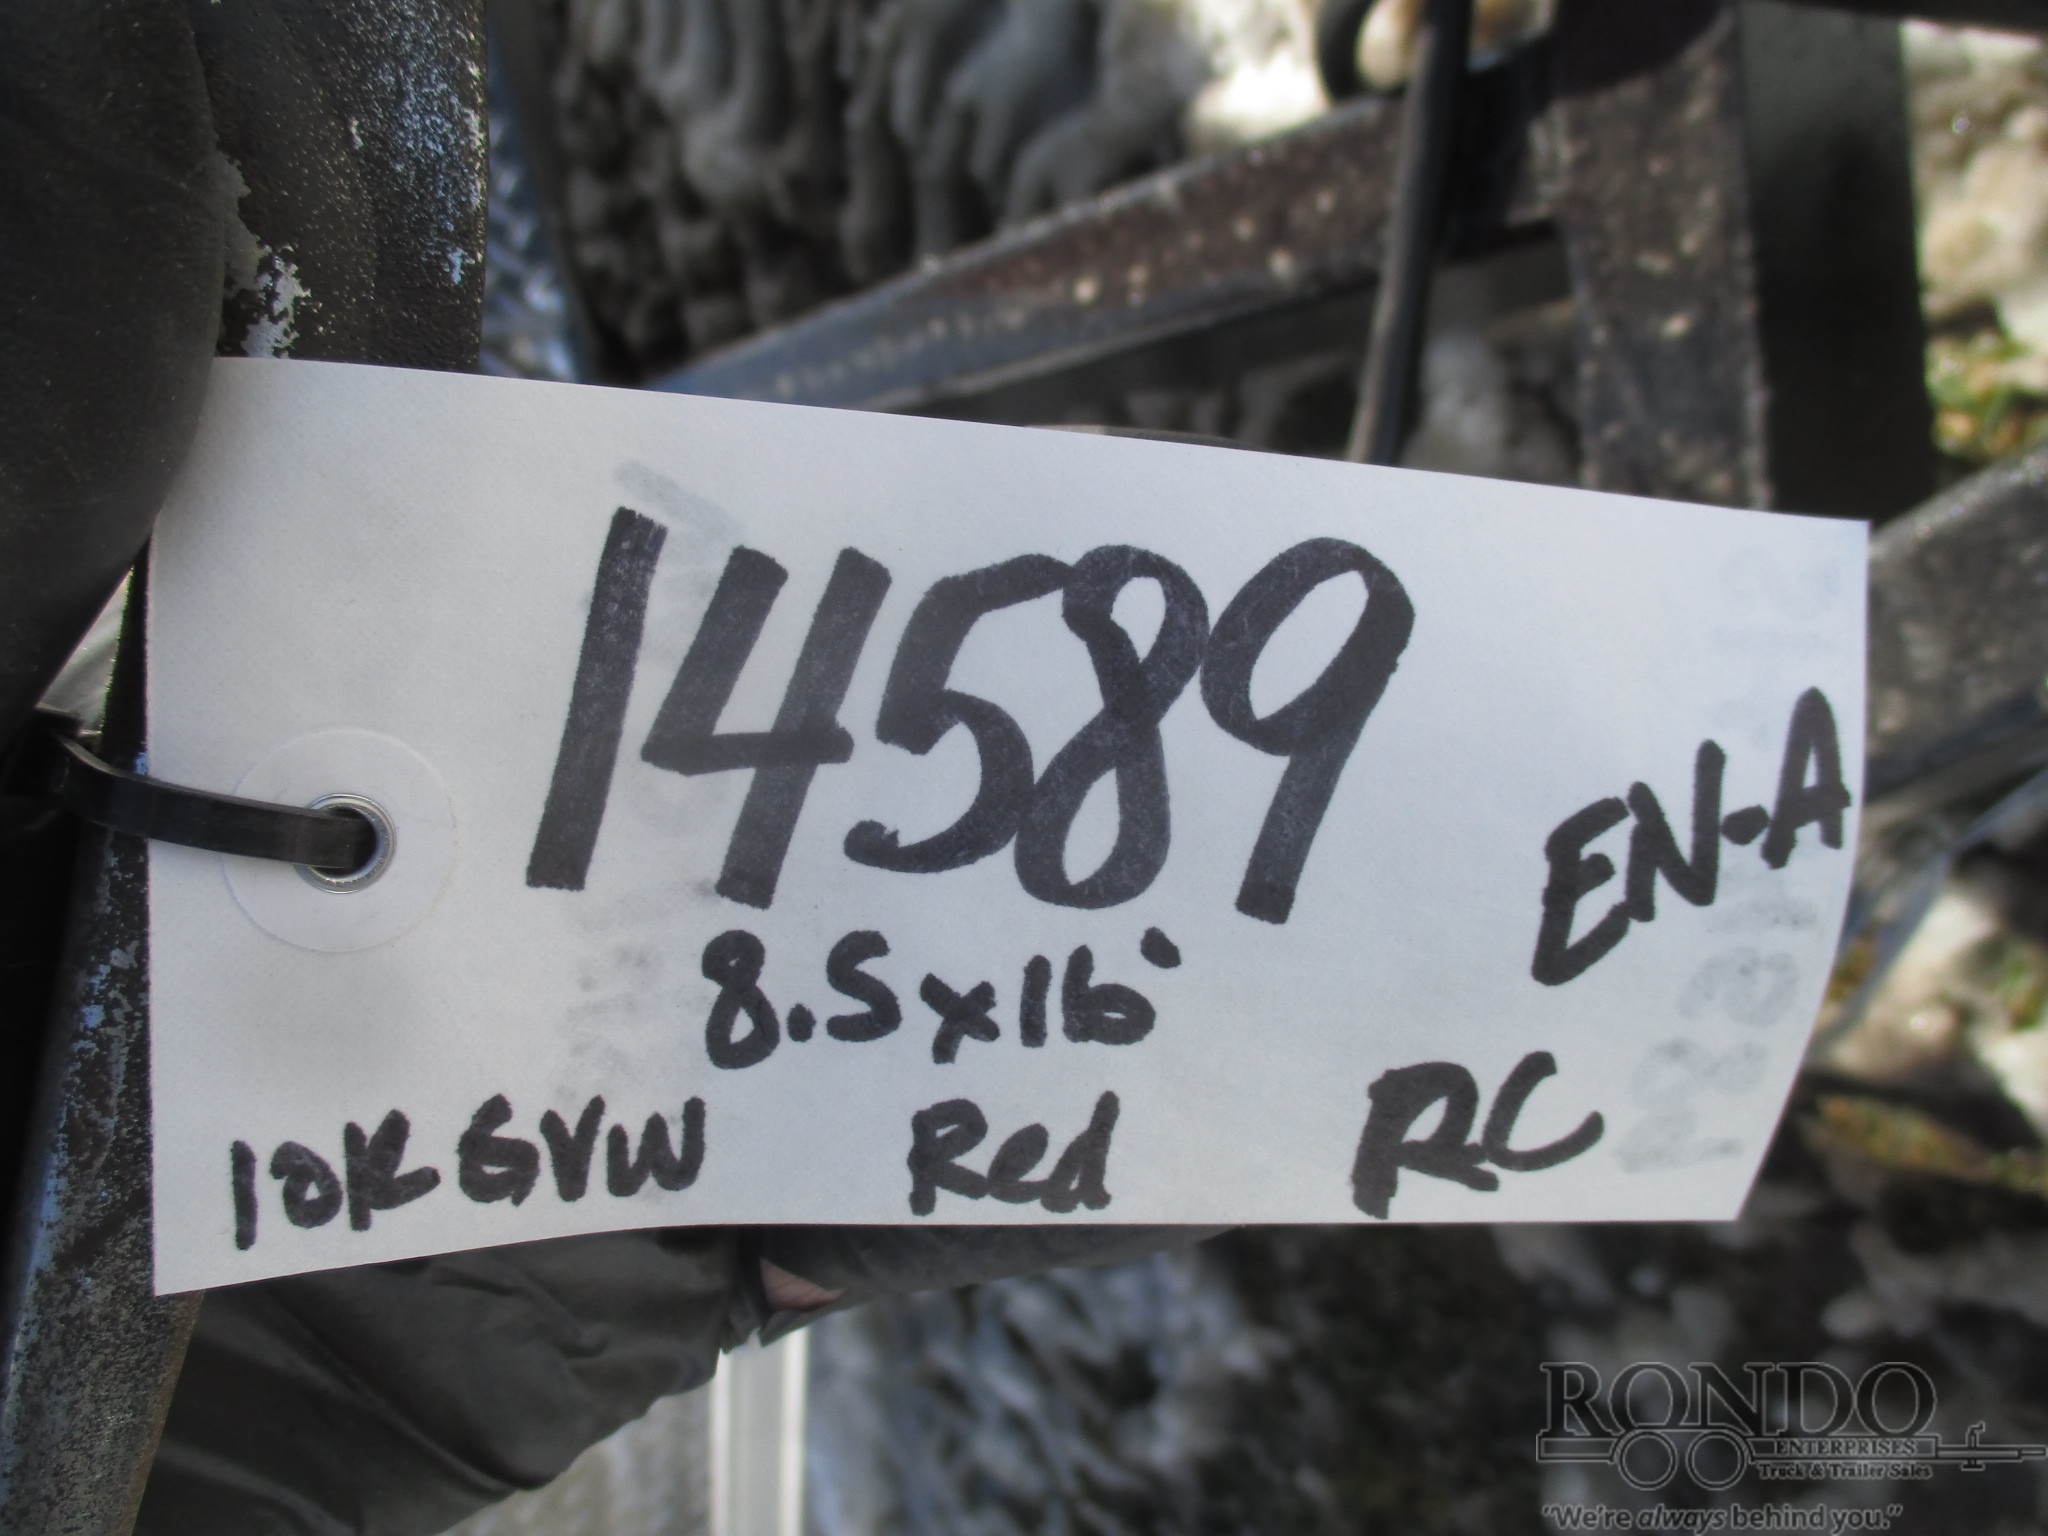 14589
EN-A
8.5x16'
10K GVW Red RC
RONDO
ENTERPRISES
Truck & Trailer Sales
"We're always behind you."